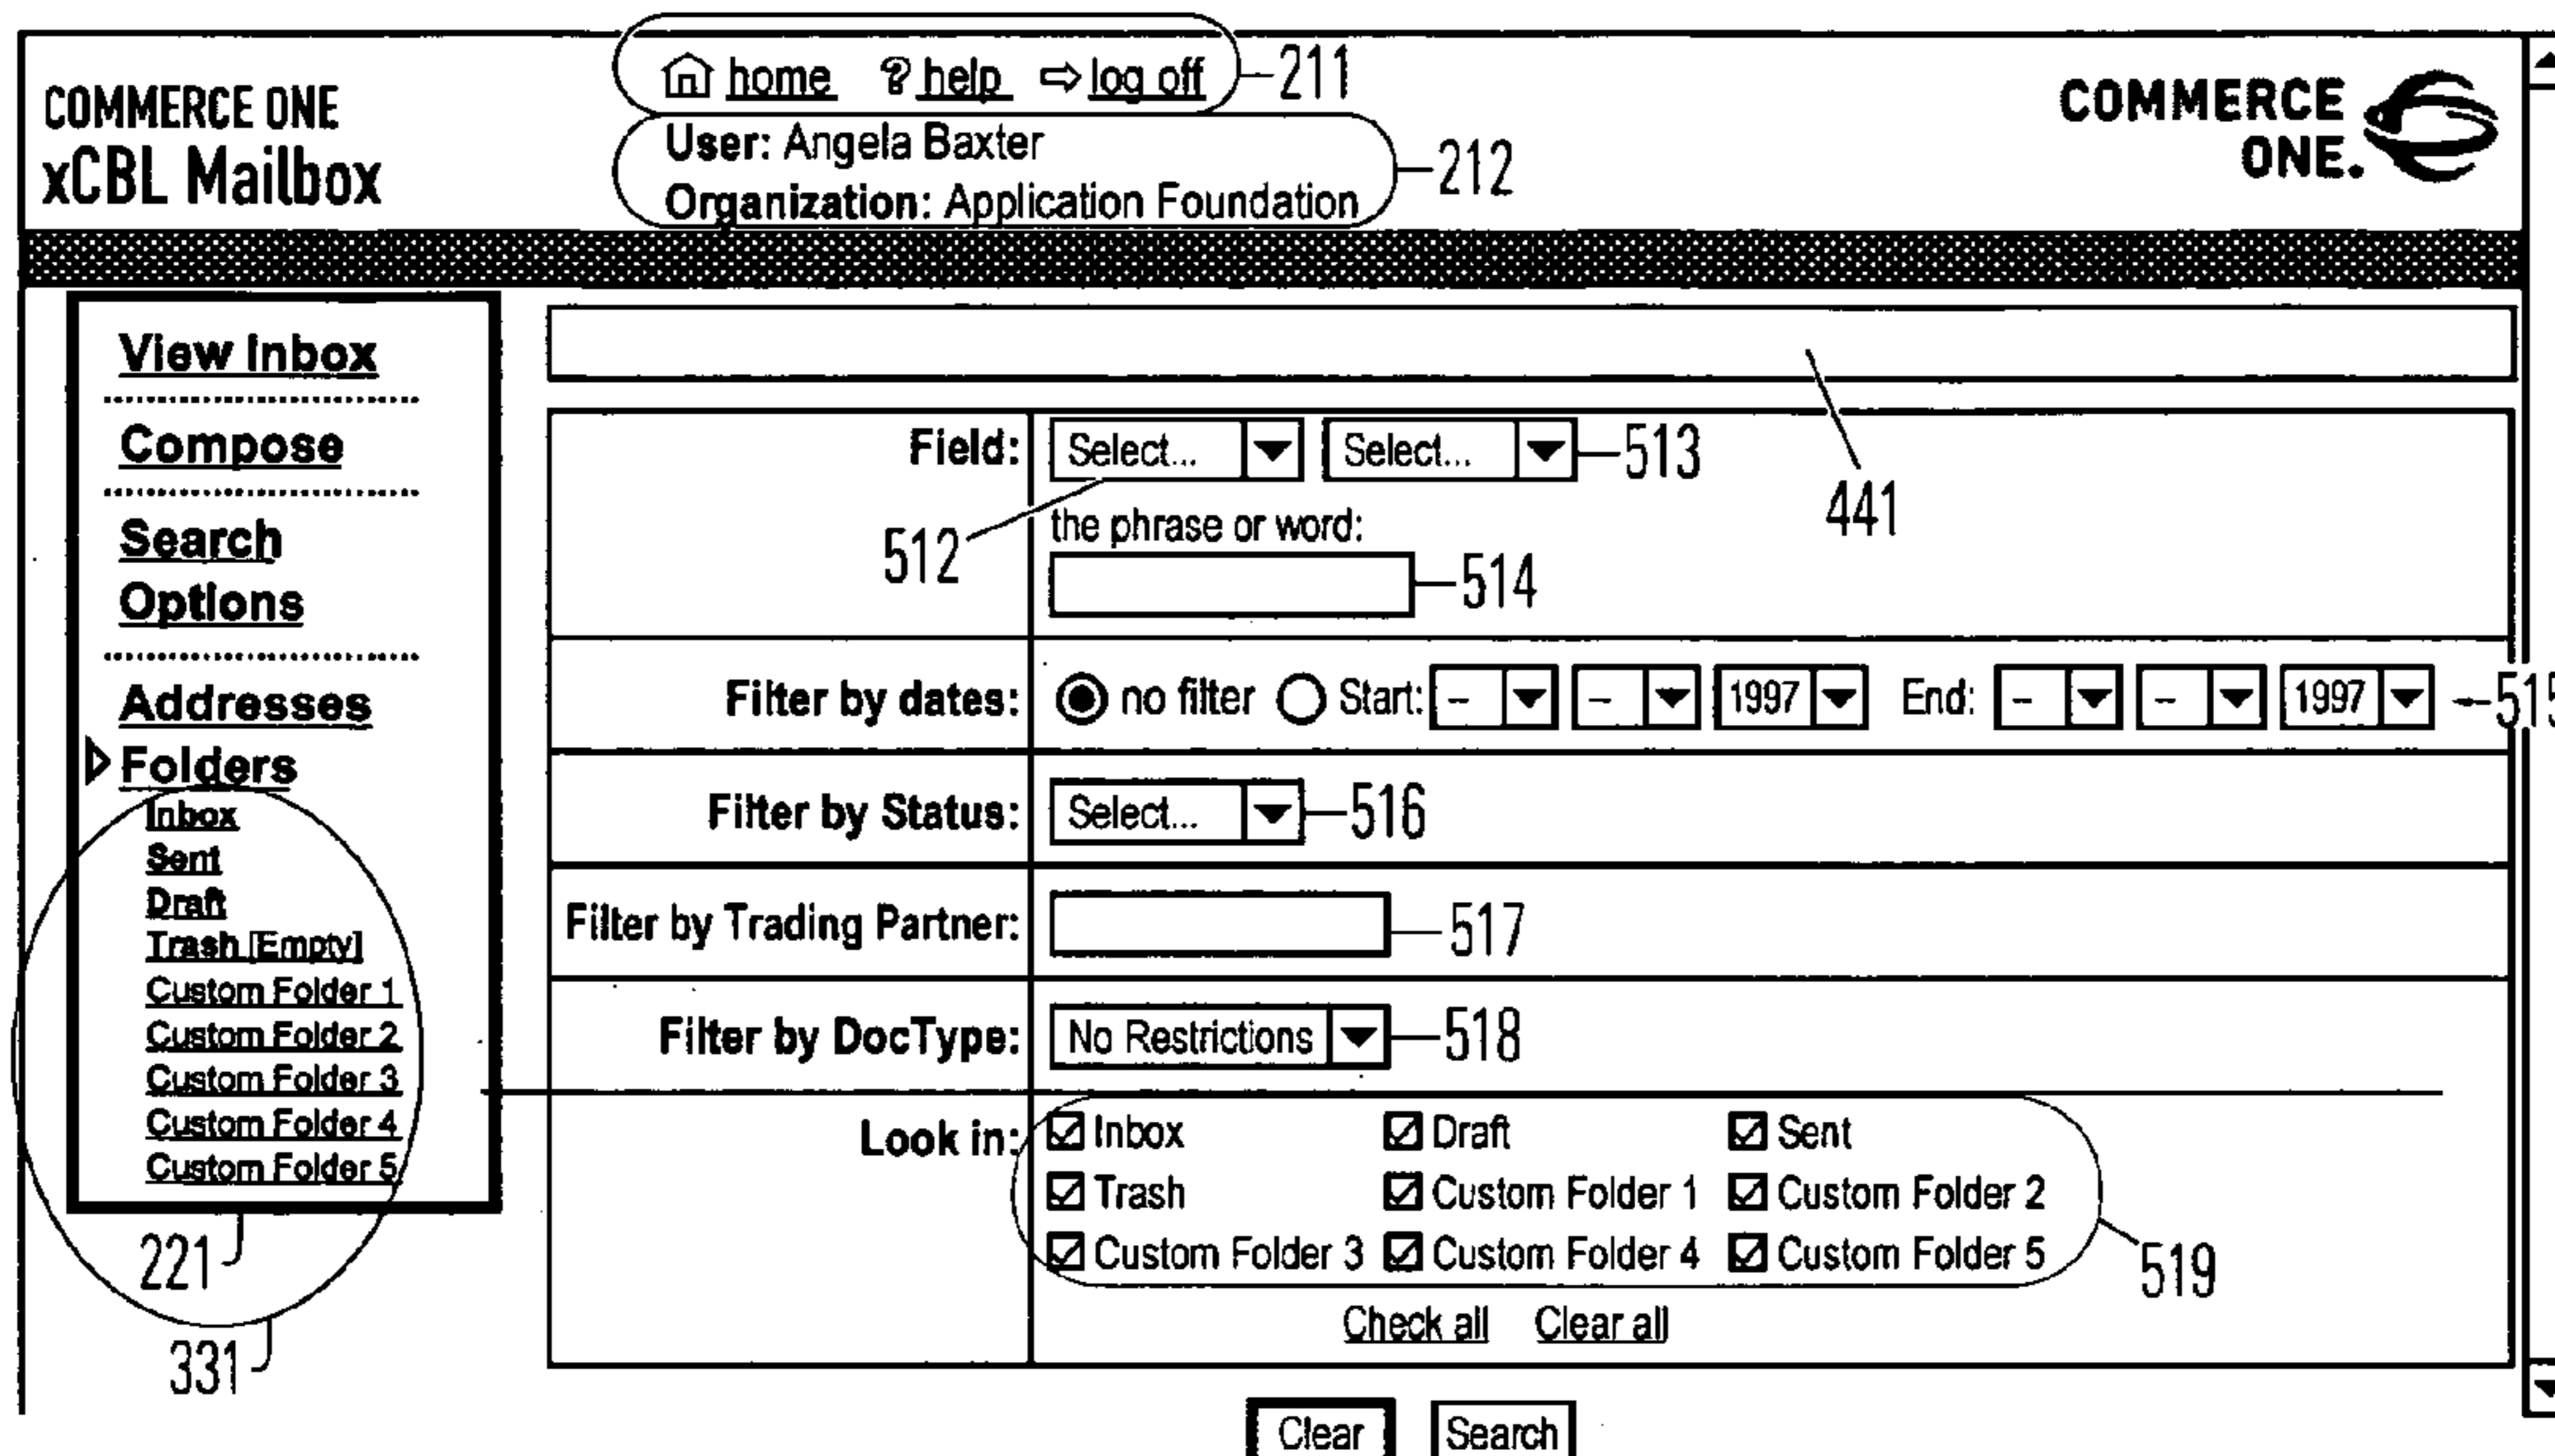 home ? help ⇨ log off 211
COMMERCE ONE
xCBL Mailbox
User: Angela Baxter
Organization: Application Foundation
212
COMMERCE
ONE.
View Inbox
Compose
Search
Options
Addresses
Folders
Inbox
Sent
Draft
Trash [Empty]
Custom Folder 1
Custom Folder 2
Custom Folder 3
Custom Folder 4
Custom Folder 5
221
331
441
Field: Select... Select... 513
512
the phrase or word:
514
Filter by dates: no filter Start: – – 1997 End: – – 1997 515
Filter by Status: Select... 516
Filter by Trading Partner: 517
Filter by DocType: No Restrictions 518
Look in: Inbox Draft Sent
Trash Custom Folder 1 Custom Folder 2
Custom Folder 3 Custom Folder 4 Custom Folder 5
519
Check all Clear all
Clear Search